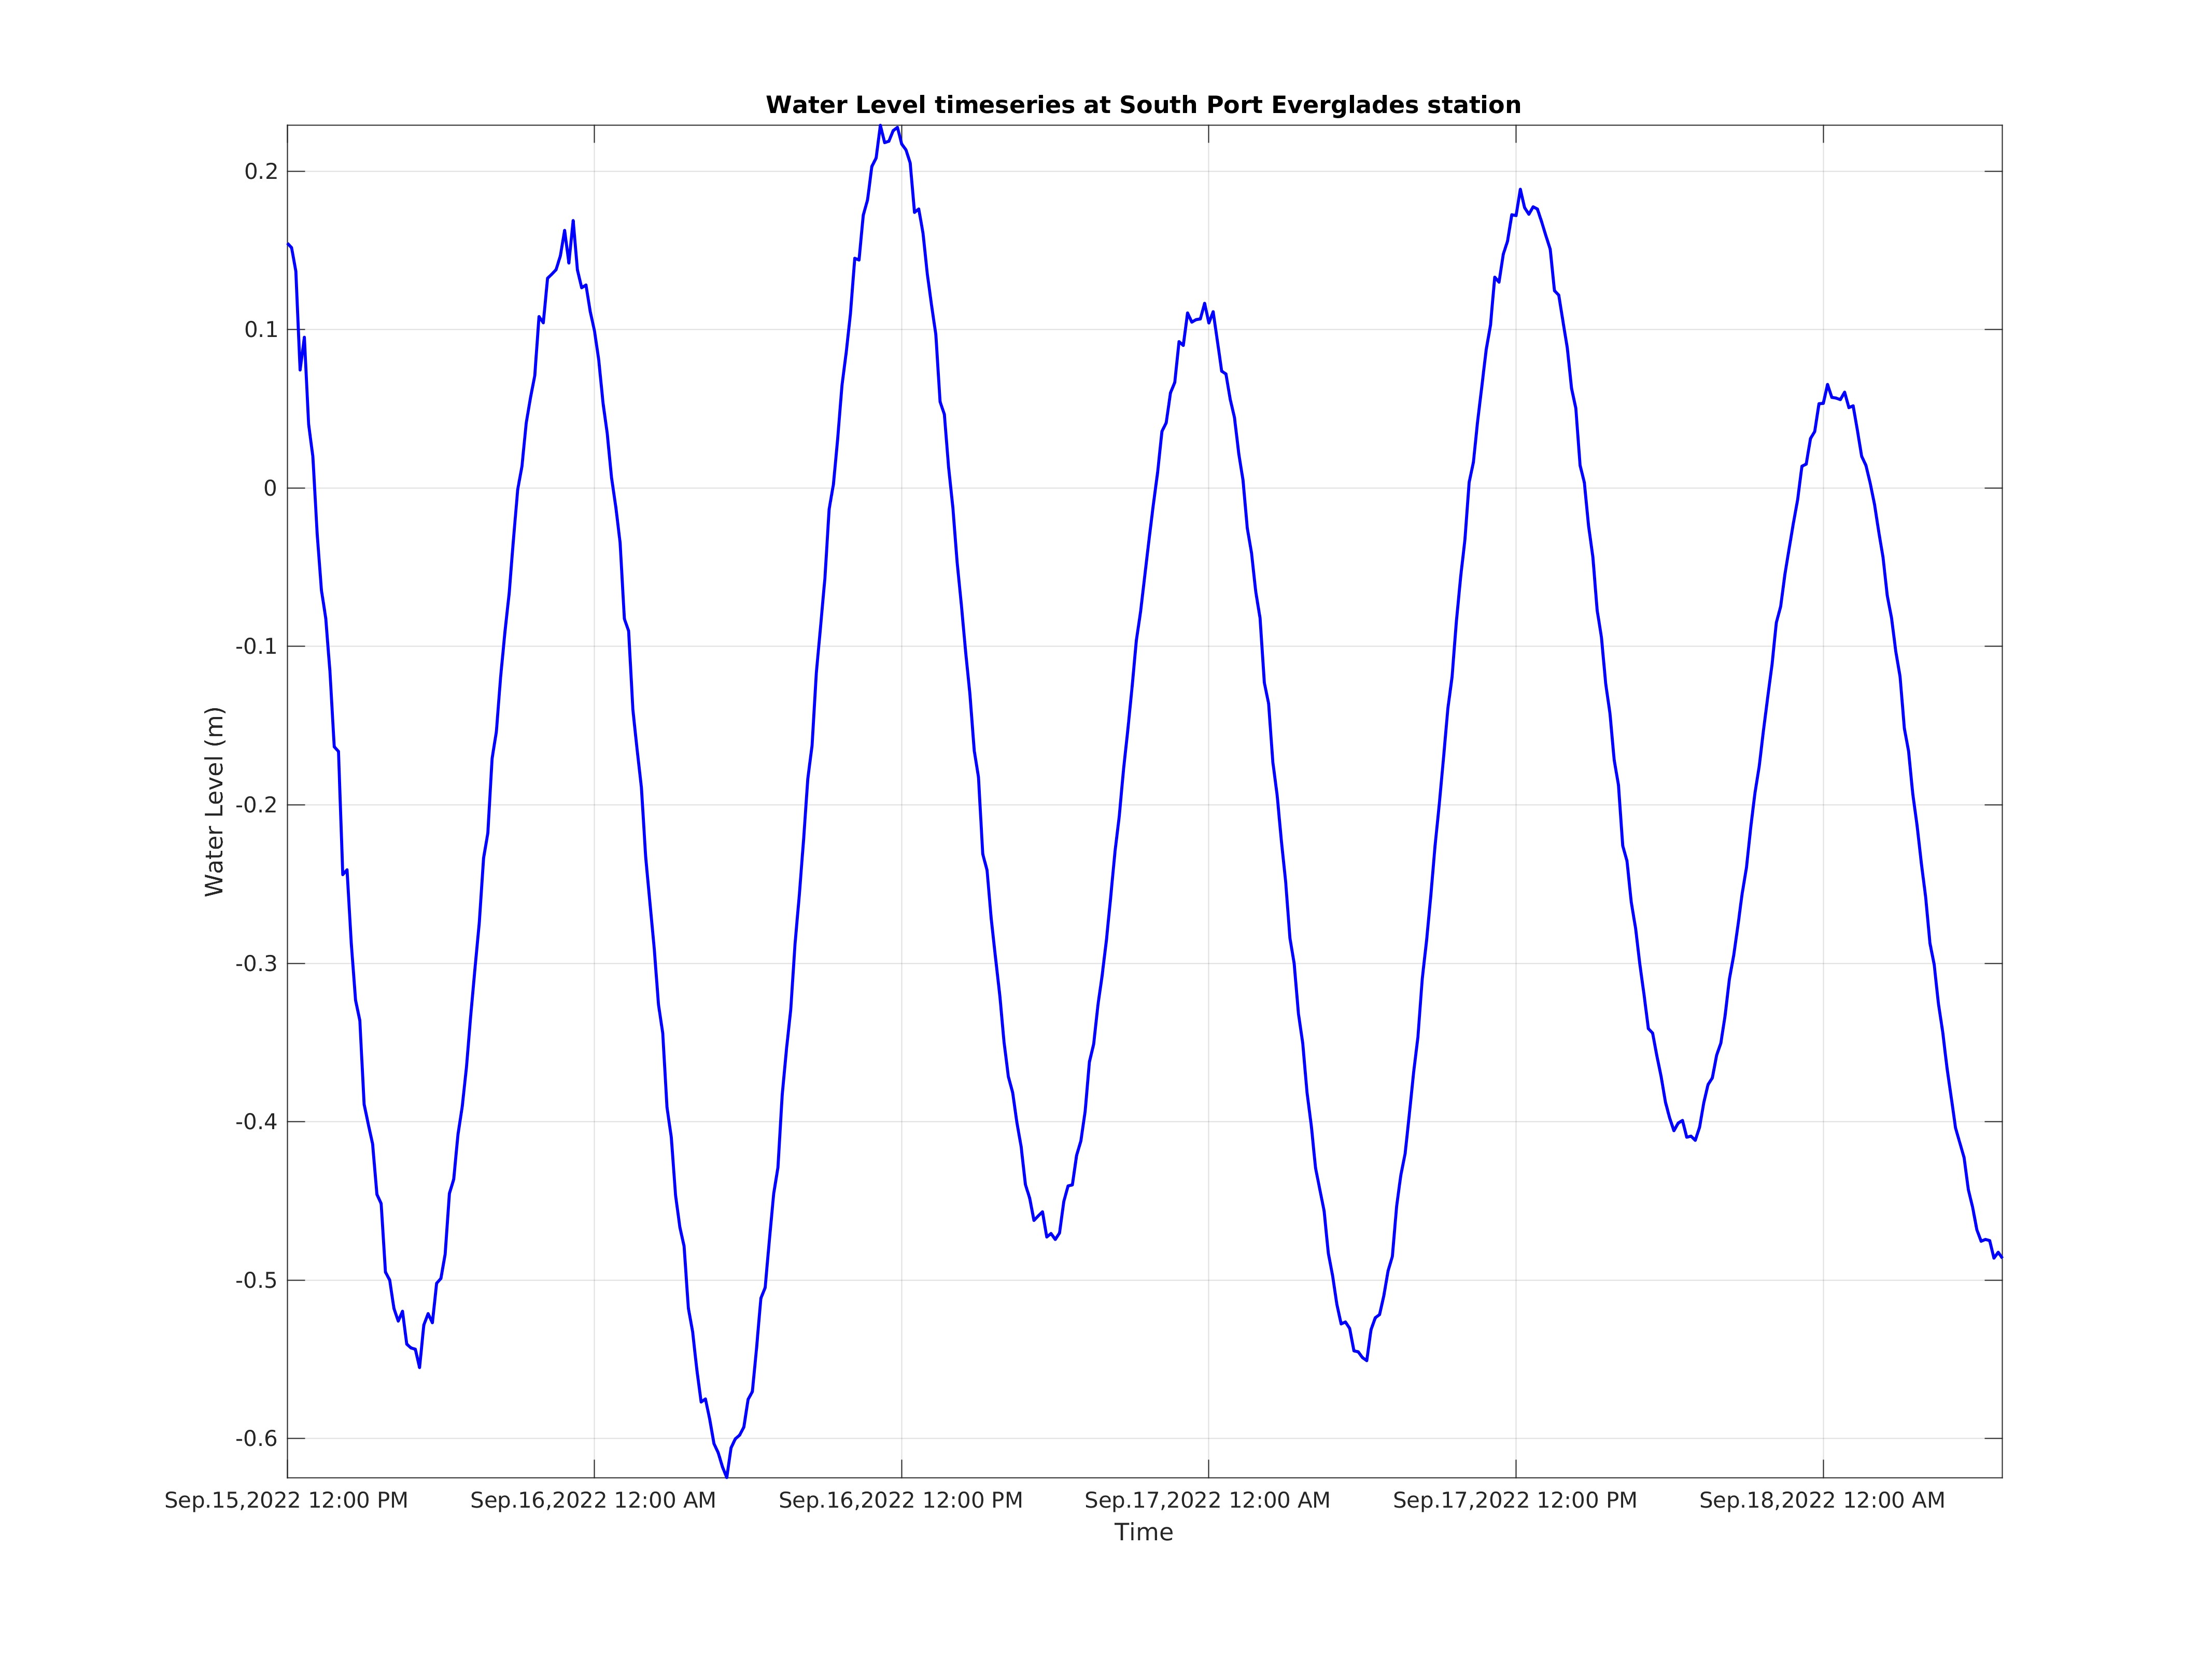 Water Level timeseries at South Port Everglades station
0.2
0.1
0
-0.1
-0.2
-0.3
-0.4
-0.5
-0.6
Water Level (m)
Sep.15,2022 12:00 PM Sep.16,2022 12:00 AM Sep.16,2022 12:00 PM Sep.17,2022 12:00 AM Sep.17,2022 12:00 PM Sep.18,2022 12:00 AM
Time